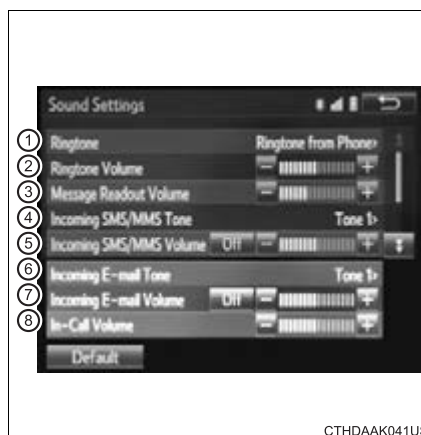 Sound Settings
1 Ringtone Ringtone from Phone>
2 Ringtone Volume − +
3 Message Readout Volume − +
4 Incoming SMS/MMS Tone Tone 1>
5 Incoming SMS/MMS Volume Off − +
6 Incoming E-mail Tone Tone 1>
7 Incoming E-mail Volume Off − +
8 In-Call Volume − +
Default
CTHDAAK041US